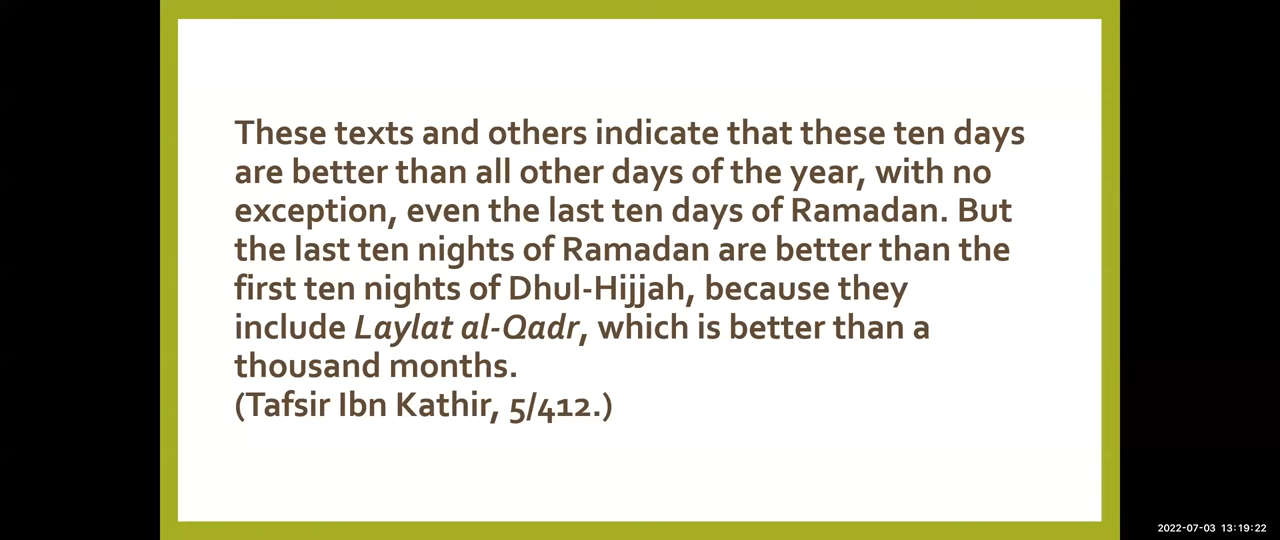 These texts and others indicate that these ten days
are better than all other days of the year, with no
exception, even the last ten days of Ramadan. But
the last ten nights of Ramadan are better than the
first ten nights of Dhul-Hijjah, because they
include Laylat al-Qadr, which is better than a
thousand months.
(Tafsir Ibn Kathir, 5/412.)
2022-07-03 13:19:22